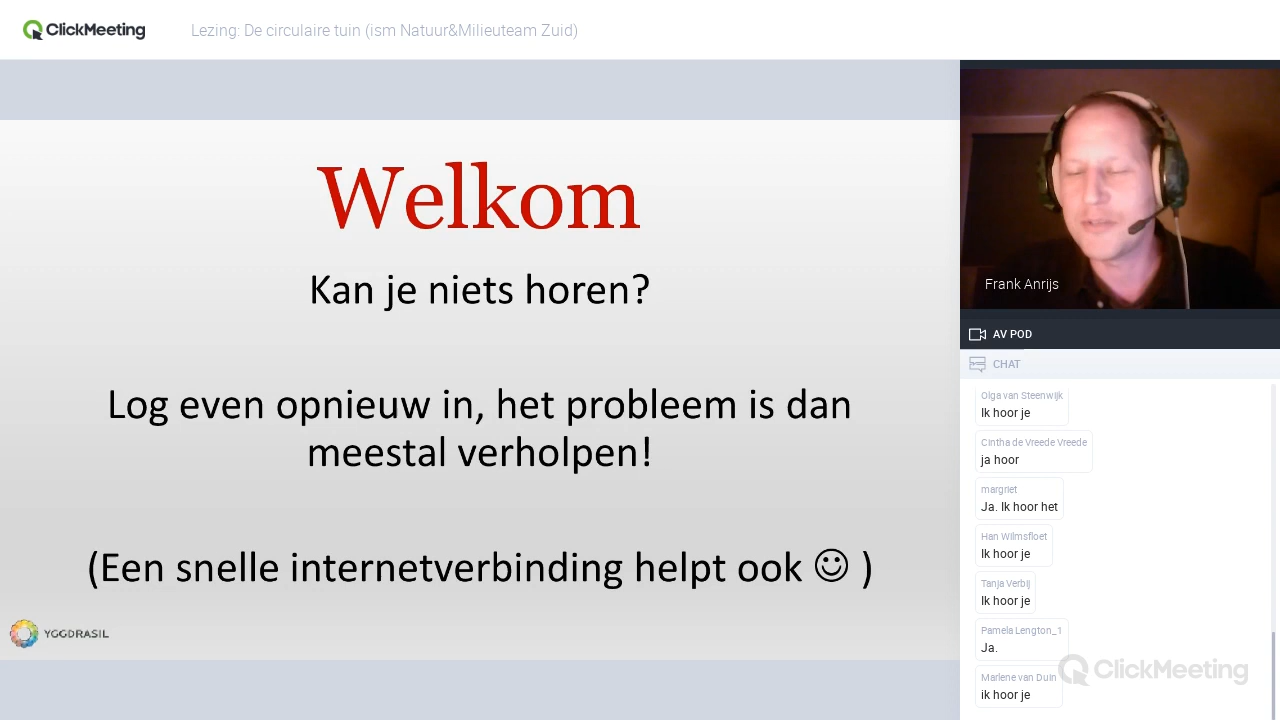 ClickMeeting
Lezing: De circulaire tuin (ism Natuur&Milieuteam Zuid)
Welkom
Kan je niets horen?
Log even opnieuw in, het probleem is dan
meestal verholpen!
(Een snelle internetverbinding helpt ook ☺ )
YGGDRASIL
Frank Anrijs
AV POD
CHAT
Olga van Steenwijk
Ik hoor je
Cintha de Vreede Vreede
ja hoor
margriet
Ja. Ik hoor het
Han Wilmsfloet
Ik hoor je
Tanja Verbij
Ik hoor je
Pamela Lengton_1
Ja.
Marlene van Duin
ik hoor je
ClickMeeting